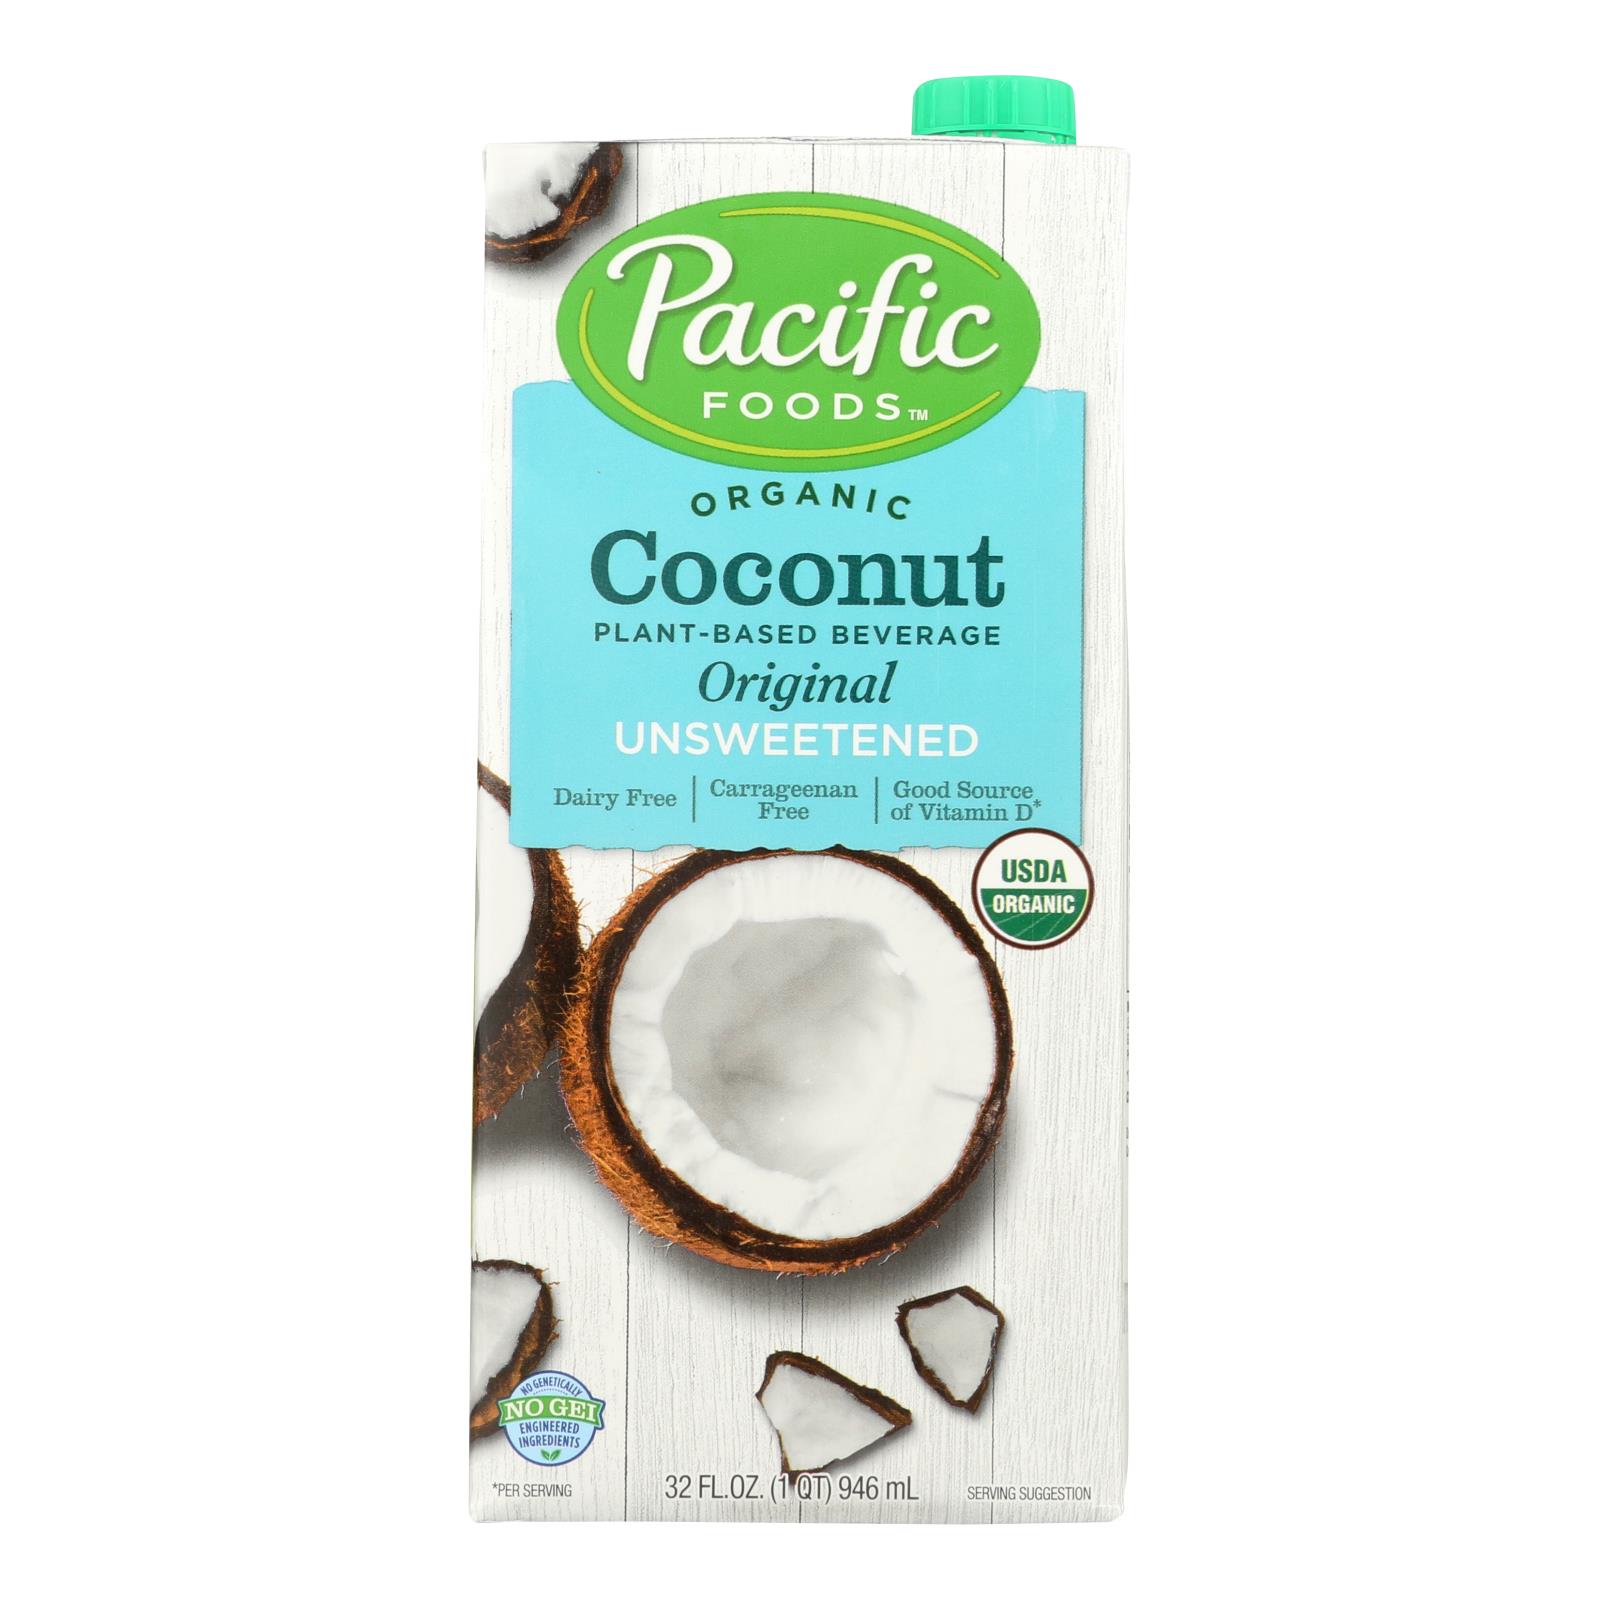 Pacific
FOODS™
ORGANIC
Coconut
PLANT-BASED BEVERAGE
Original
UNSWEETENED
Dairy Free
Carrageenan
Free
Good Source
of Vitamin D*
USDA
ORGANIC
NO GENETICALLY
NO GEI
ENGINEERED
INGREDIENTS
*PER SERVING
32 FL.OZ. (1 QT) 946 mL
SERVING SUGGESTION